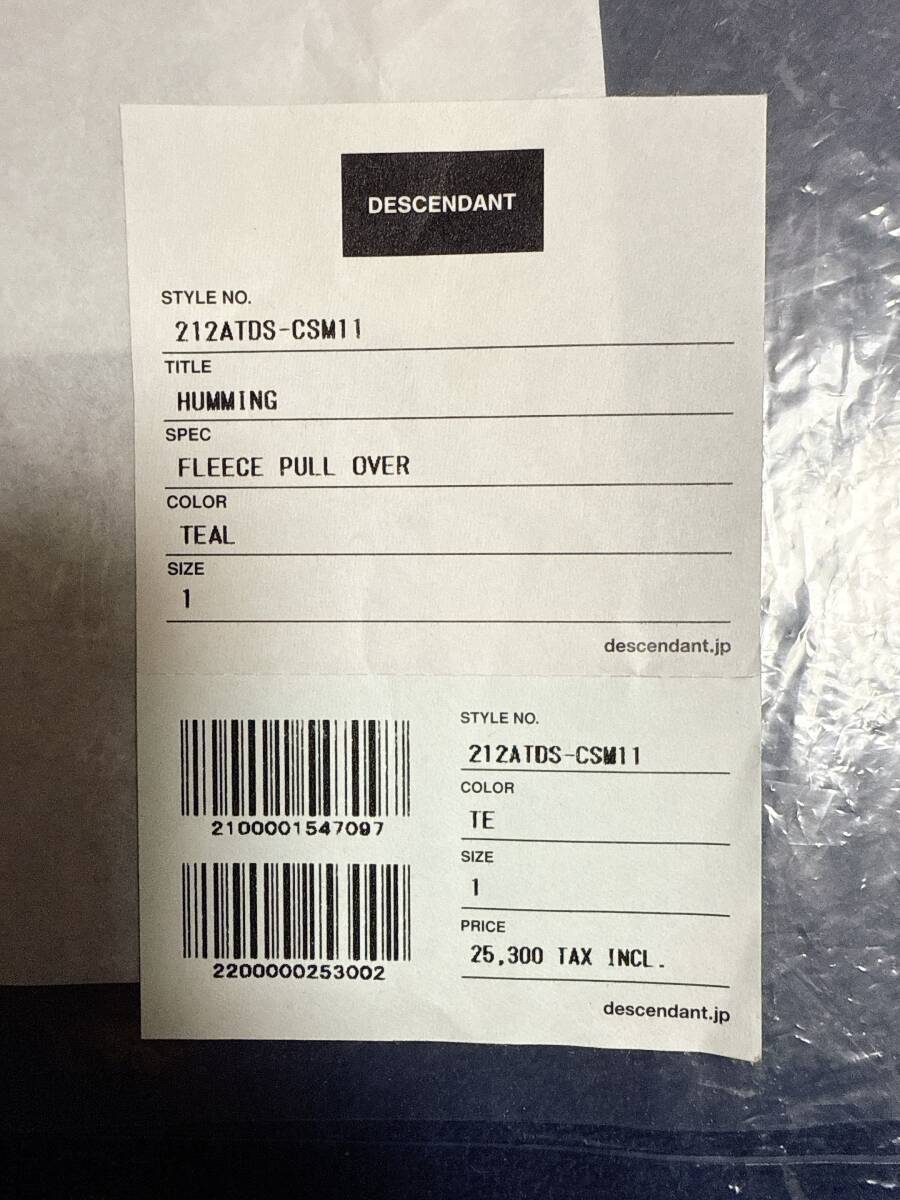 DESCENDANT
STYLE NO.
212ATDS-CSM11
TITLE
HUMMING
SPEC
FLEECE PULL OVER
COLOR
TEAL
SIZE
1
descendant.jp
2100001547097
2200000253002
STYLE NO.
212ATDS-CSM11
COLOR
TE
SIZE
1
PRICE
25,300 TAX INCL.
descendant.jp